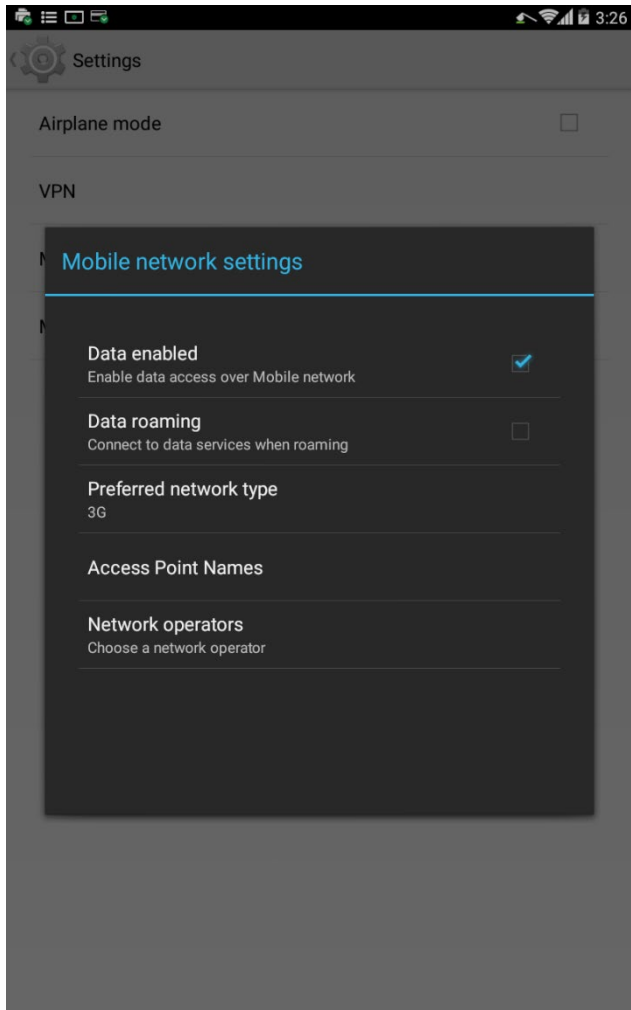 3:26
Settings
Airplane mode
VPN
Mobile network settings
Data enabled
Enable data access over Mobile network
Data roaming
Connect to data services when roaming
Preferred network type
3G
Access Point Names
Network operators
Choose a network operator